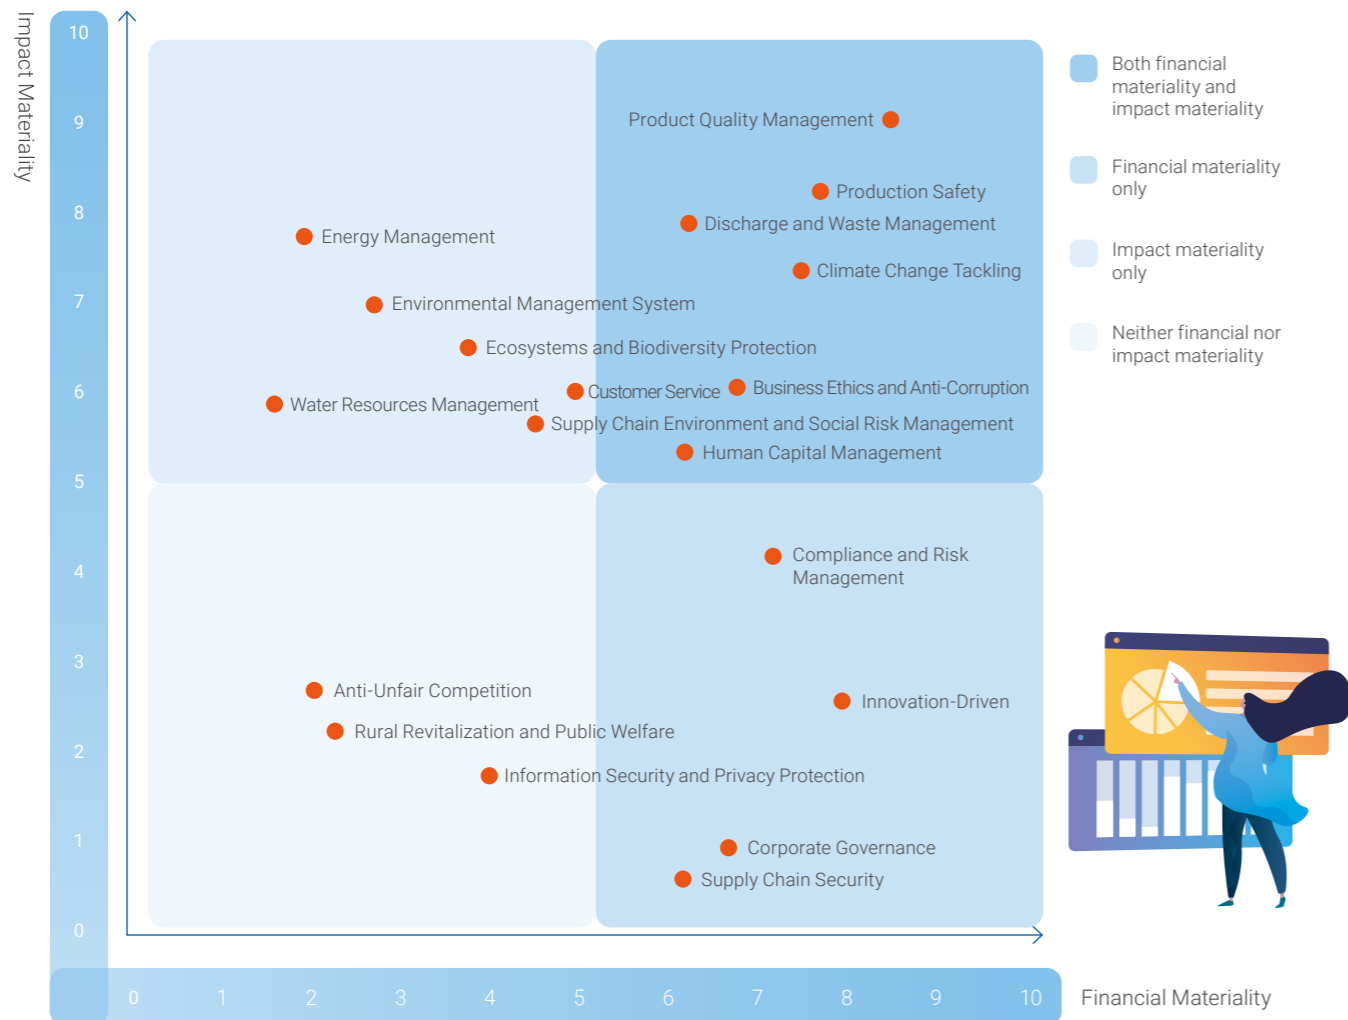 Impact Materiality
10
9
8
7
6
5
4
3
2
1
0
Product Quality Management
Production Safety
Discharge and Waste Management
Energy Management
Climate Change Tackling
Environmental Management System
Ecosystems and Biodiversity Protection
Customer Service
Business Ethics and Anti-Corruption
Water Resources Management
Supply Chain Environment and Social Risk Management
Human Capital Management
Compliance and Risk
Management
Anti-Unfair Competition
Innovation-Driven
Rural Revitalization and Public Welfare
Information Security and Privacy Protection
Corporate Governance
Supply Chain Security
0 1 2 3 4 5 6 7 8 9 10
Financial Materiality
Both financial
materiality and
impact materiality
Financial materiality
only
Impact materiality
only
Neither financial nor
impact materiality